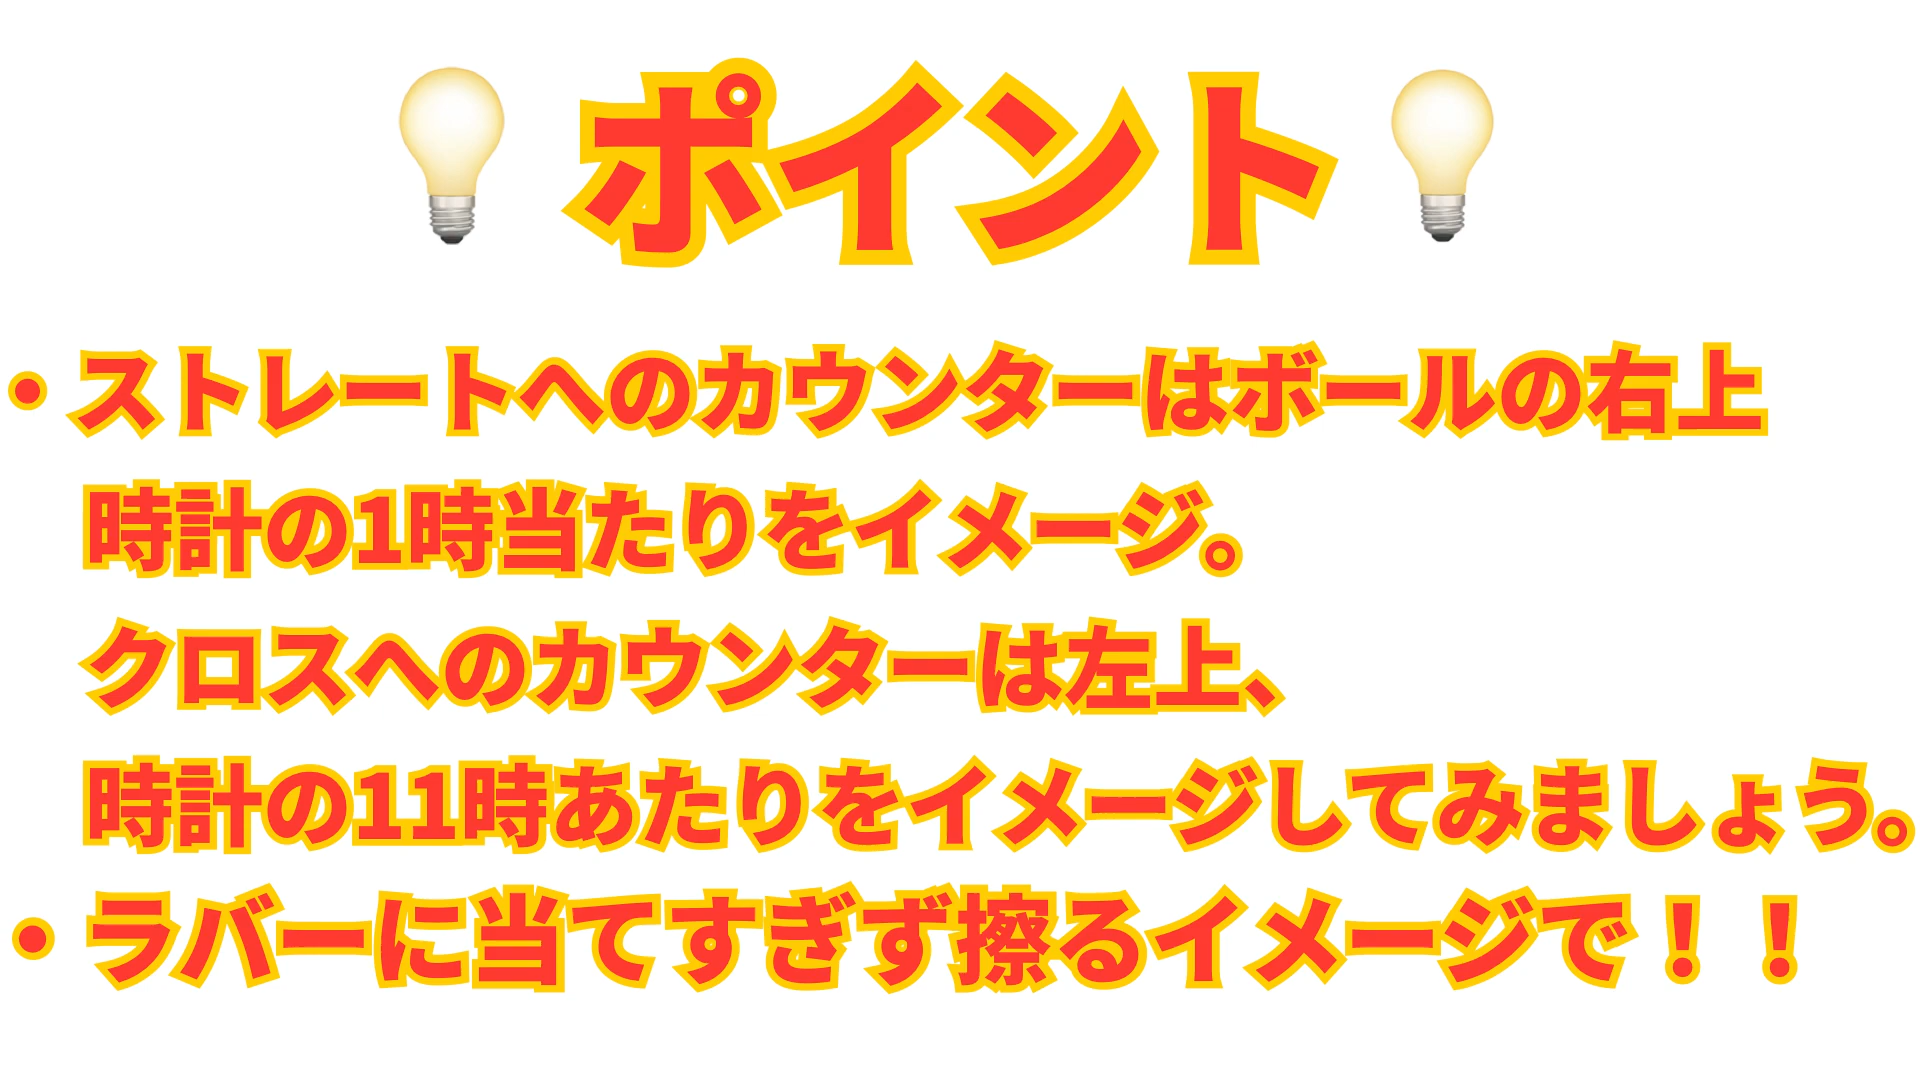 ポイント
・ストレートへのカウンターはボールの右上
時計の1時当たりをイメージ。
クロスへのカウンターは左上、
時計の11時あたりをイメージしてみましょう。
・ラバーに当てすぎず擦るイメージで！！